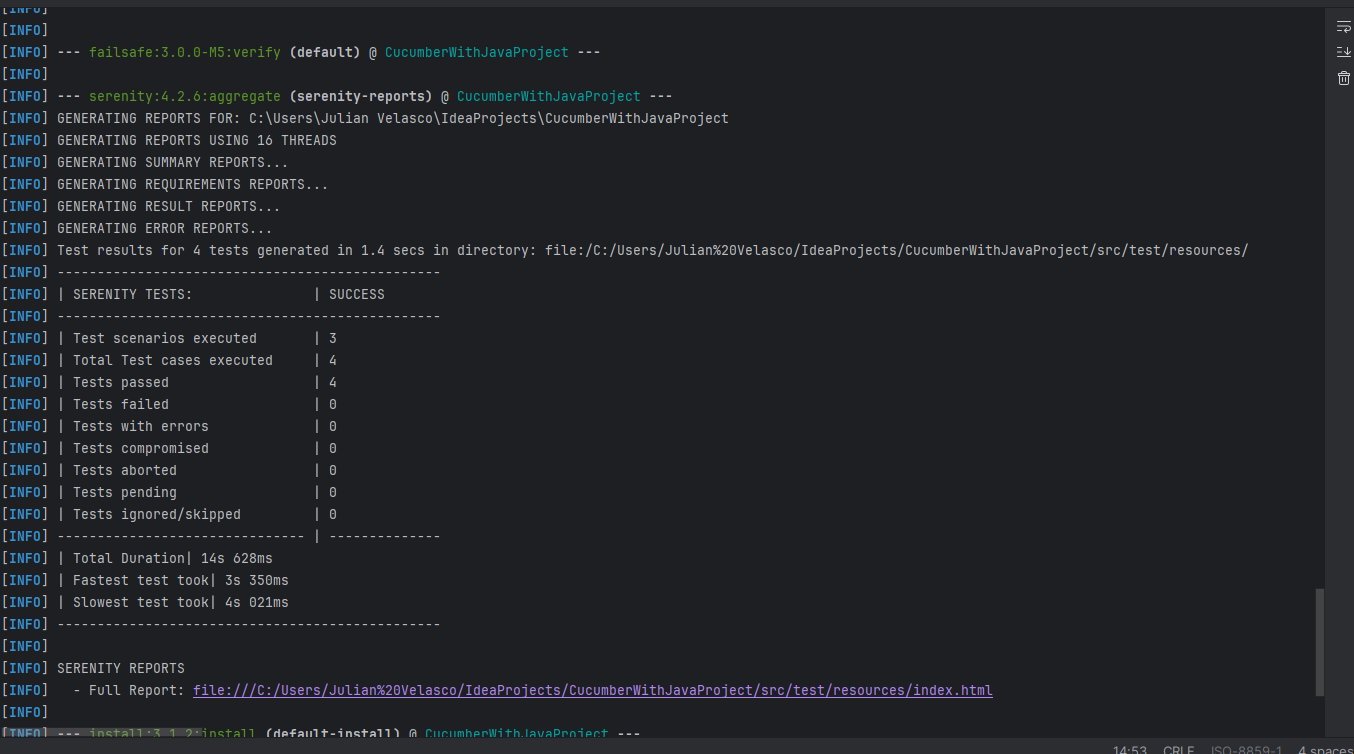 [INFO]
[INFO]
[INFO] --- failsafe:3.0.0-M5:verify (default) @ CucumberWithJavaProject ---
[INFO]
[INFO] --- serenity:4.2.6:aggregate (serenity-reports) @ CucumberWithJavaProject ---
[INFO] GENERATING REPORTS FOR: C:\Users\Julian Velasco\IdeaProjects\CucumberWithJavaProject
[INFO] GENERATING REPORTS USING 16 THREADS
[INFO] GENERATING SUMMARY REPORTS...
[INFO] GENERATING REQUIREMENTS REPORTS...
[INFO] GENERATING RESULT REPORTS...
[INFO] GENERATING ERROR REPORTS...
[INFO] Test results for 4 tests generated in 1.4 secs in directory: file:/C:/Users/Julian%20Velasco/IdeaProjects/CucumberWithJavaProject/src/test/resources/
[INFO] ------------------------------------------------
[INFO] | SERENITY TESTS:               | SUCCESS
[INFO] ------------------------------------------------
[INFO] | Test scenarios executed       | 3
[INFO] | Total Test cases executed     | 4
[INFO] | Tests passed                  | 4
[INFO] | Tests failed                  | 0
[INFO] | Tests with errors             | 0
[INFO] | Tests compromised             | 0
[INFO] | Tests aborted                 | 0
[INFO] | Tests pending                 | 0
[INFO] | Tests ignored/skipped         | 0
[INFO] ------------------------------- | --------------
[INFO] | Total Duration| 14s 628ms
[INFO] | Fastest test took| 3s 350ms
[INFO] | Slowest test took| 4s 021ms
[INFO] ------------------------------------------------
[INFO]
[INFO] SERENITY REPORTS
[INFO]   - Full Report: file:///C:/Users/Julian%20Velasco/IdeaProjects/CucumberWithJavaProject/src/test/resources/index.html
[INFO]
[INFO] --- install:3.1.2:install (default-install) @ CucumberWithJavaProject ---
14:53 CRLF ISO-8859-1 4 spaces